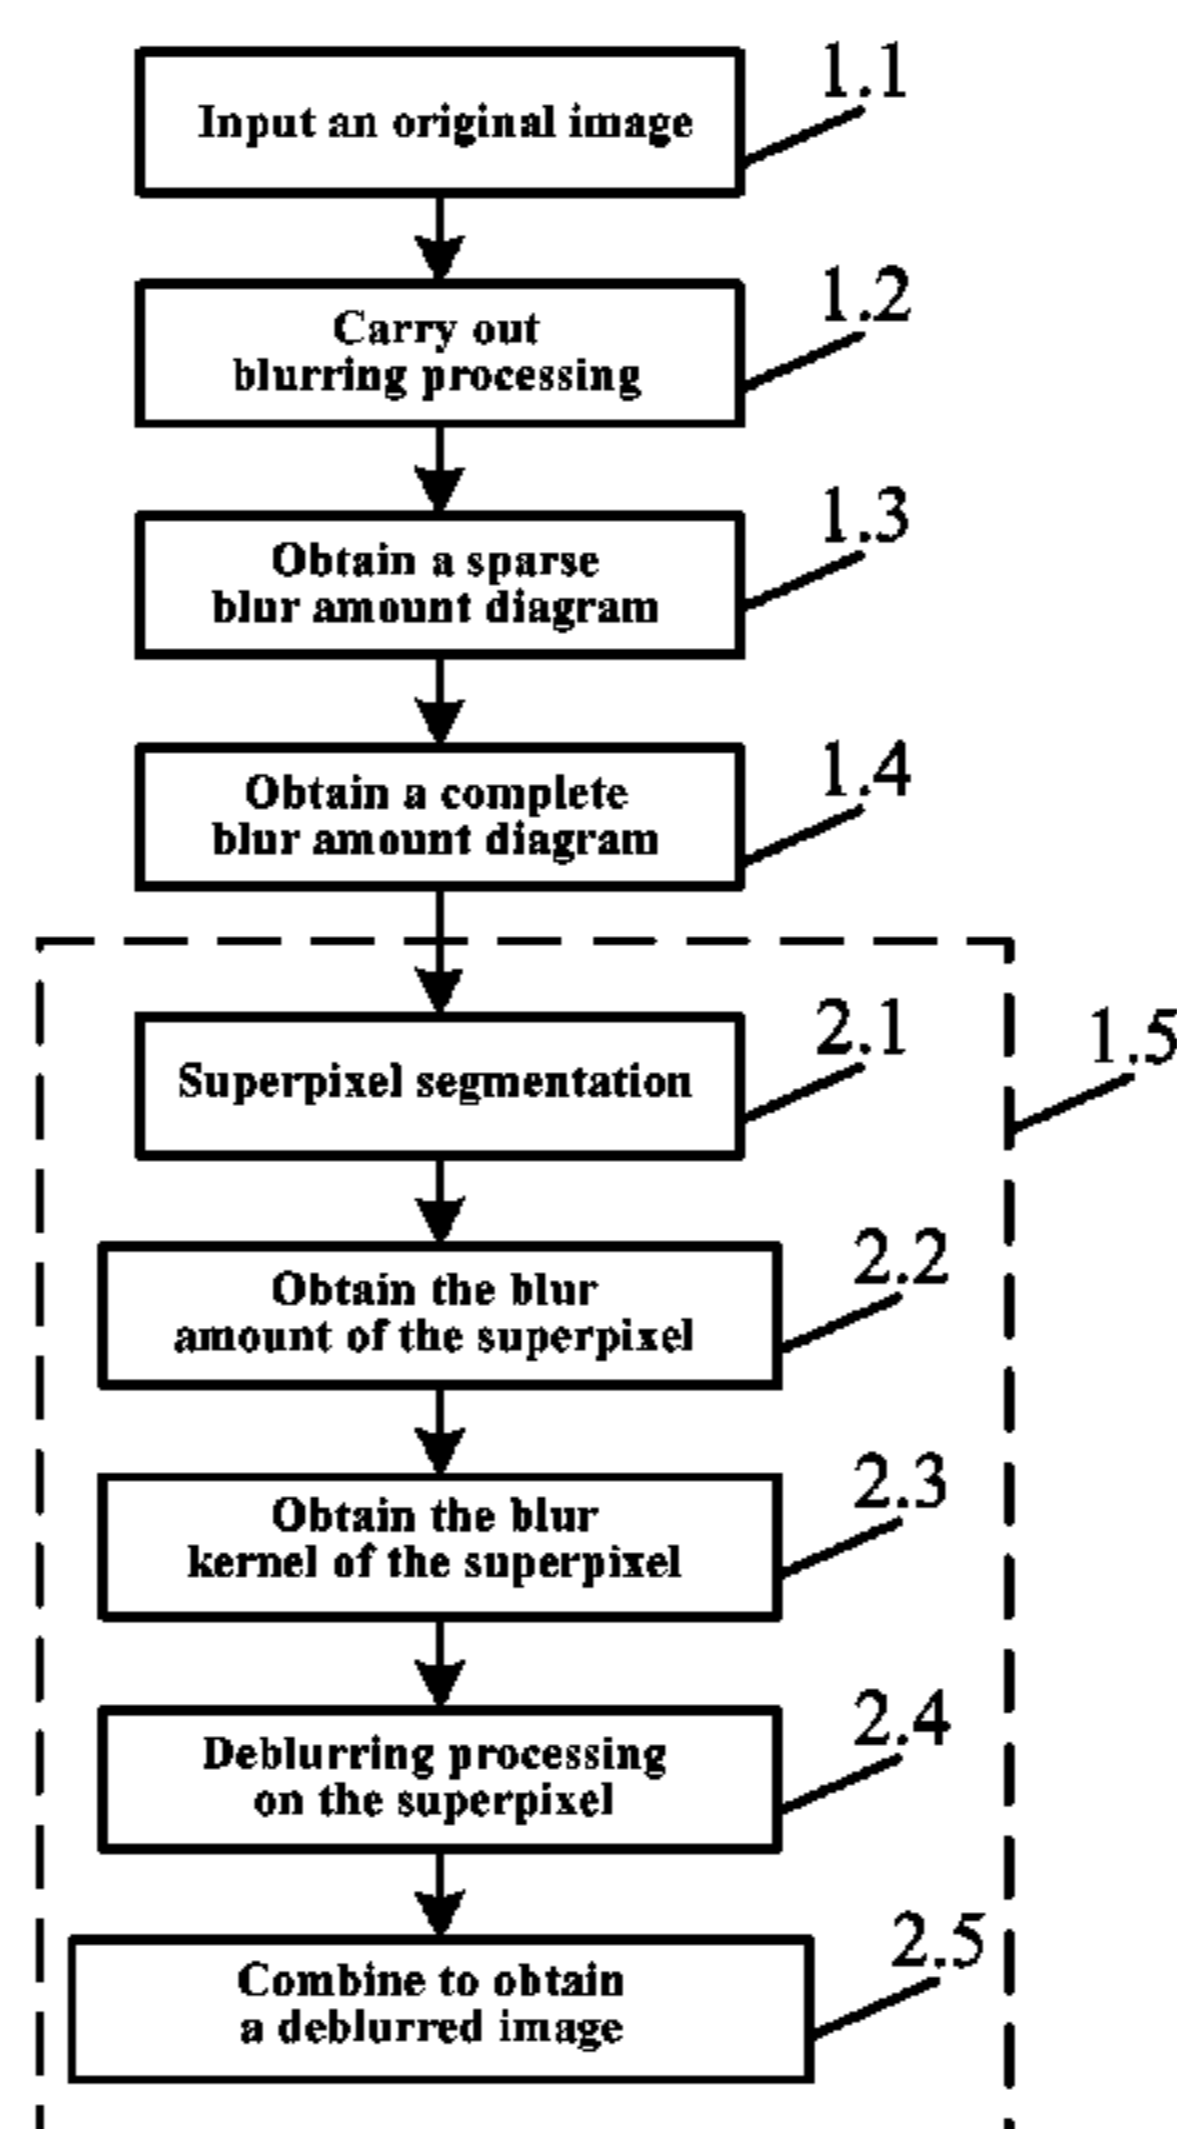 1.1
Input an original image
1.2
Carry out
blurring processing
1.3
Obtain a sparse
blur amount diagram
1.4
Obtain a complete
blur amount diagram
2.1
1.5
Superpixel segmentation
2.2
Obtain the blur
amount of the superpixel
2.3
Obtain the blur
kernel of the superpixel
2.4
Deblurring processing
on the superpixel
2.5
Combine to obtain
a deblurred image